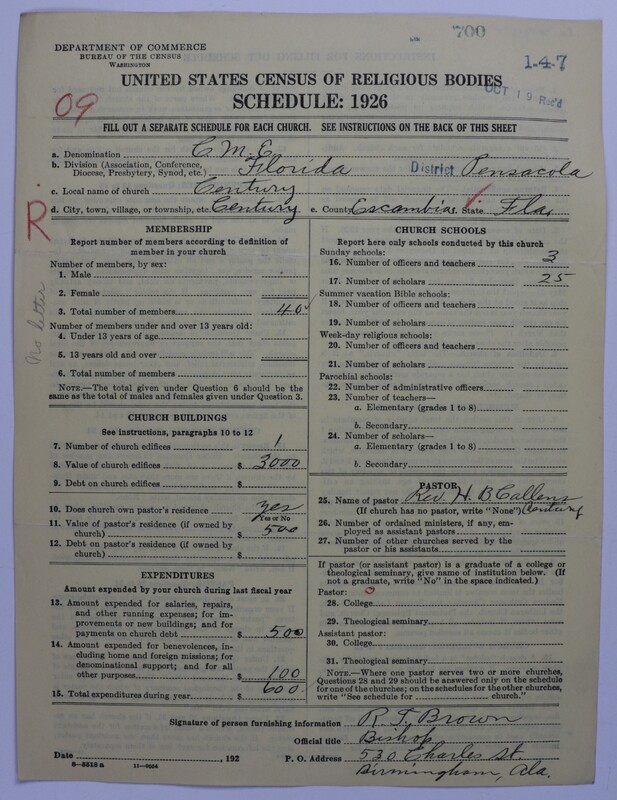 700
DEPARTMENT OF COMMERCE
BUREAU OF THE CENSUS
WASHINGTON
1-4-7
UNITED STATES CENSUS OF RELIGIOUS BODIES
OCT 19 Rec'd
09
SCHEDULE: 1926
FILL OUT A SEPARATE SCHEDULE FOR EACH CHURCH. SEE INSTRUCTIONS ON THE BACK OF THIS SHEET
a. Denomination C. M. E.
b. Division (Association, Conference, Diocese, Presbytery, Synod, etc.) Florida District Pensacola
c. Local name of church Century
d. City, town, village, or township, etc. Century e. County Escambia f. State Fla.
R
No letter
MEMBERSHIP
Report number of members according to definition of
member in your church
Number of members, by sex:
1. Male
2. Female
3. Total number of members 40
Number of members under and over 13 years old:
4. Under 13 years of age
5. 13 years old and over
6. Total number of members
NOTE.—The total given under Question 6 should be the
same as the total of males and females given under Question 3.
CHURCH BUILDINGS
See instructions, paragraphs 10 to 12
7. Number of church edifices 1
8. Value of church edifices $ 3000
9. Debt on church edifices $
10. Does church own pastor's residence yes
Yes or No
11. Value of pastor's residence (if owned by
church) $ 500
12. Debt on pastor's residence (if owned by
church) $
EXPENDITURES
Amount expended by your church during last fiscal year
13. Amount expended for salaries, repairs,
and other running expenses; for im-
provements or new buildings; and for
payments on church debt $ 500
14. Amount expended for benevolences,
including home and foreign missions; for
denominational support; and for all
other purposes 100
15. Total expenditures during year $ 600
CHURCH SCHOOLS
Report here only schools conducted by this church
Sunday schools:
16. Number of officers and teachers 3
17. Number of scholars 25
Summer vacation Bible schools:
18. Number of officers and teachers
19. Number of scholars
Week-day religious schools:
20. Number of officers and teachers
21. Number of scholars
Parochial schools:
22. Number of administrative officers
23. Number of teachers—
a. Elementary (grades 1 to 8)
b. Secondary
24. Number of scholars—
a. Elementary (grades 1 to 8)
b. Secondary
PASTOR
25. Name of pastor Rev. H. B. Callens
(If church has no pastor, write "None") Century
26. Number of ordained ministers, if any, em-
ployed as assistant pastors
27. Number of other churches served by the
pastor or his assistants
If pastor (or assistant pastor) is a graduate of a college or
theological seminary, give name of institution below. (If
not a graduate, write "No" in the space indicated.)
Pastor: 0
28. College
29. Theological seminary
Assistant pastor:
30. College
31. Theological seminary
NOTE.—Where one pastor serves two or more churches,
Questions 28 and 29 should be answered only on the schedule
for one of the churches; on the schedules for the other churches,
write "See schedule for church."
Signature of person furnishing information R. T. Brown
Official title Bishop
Date , 192 P. O. Address 530 Charles St.
8-5518a 11-9024 Birmingham, Ala.